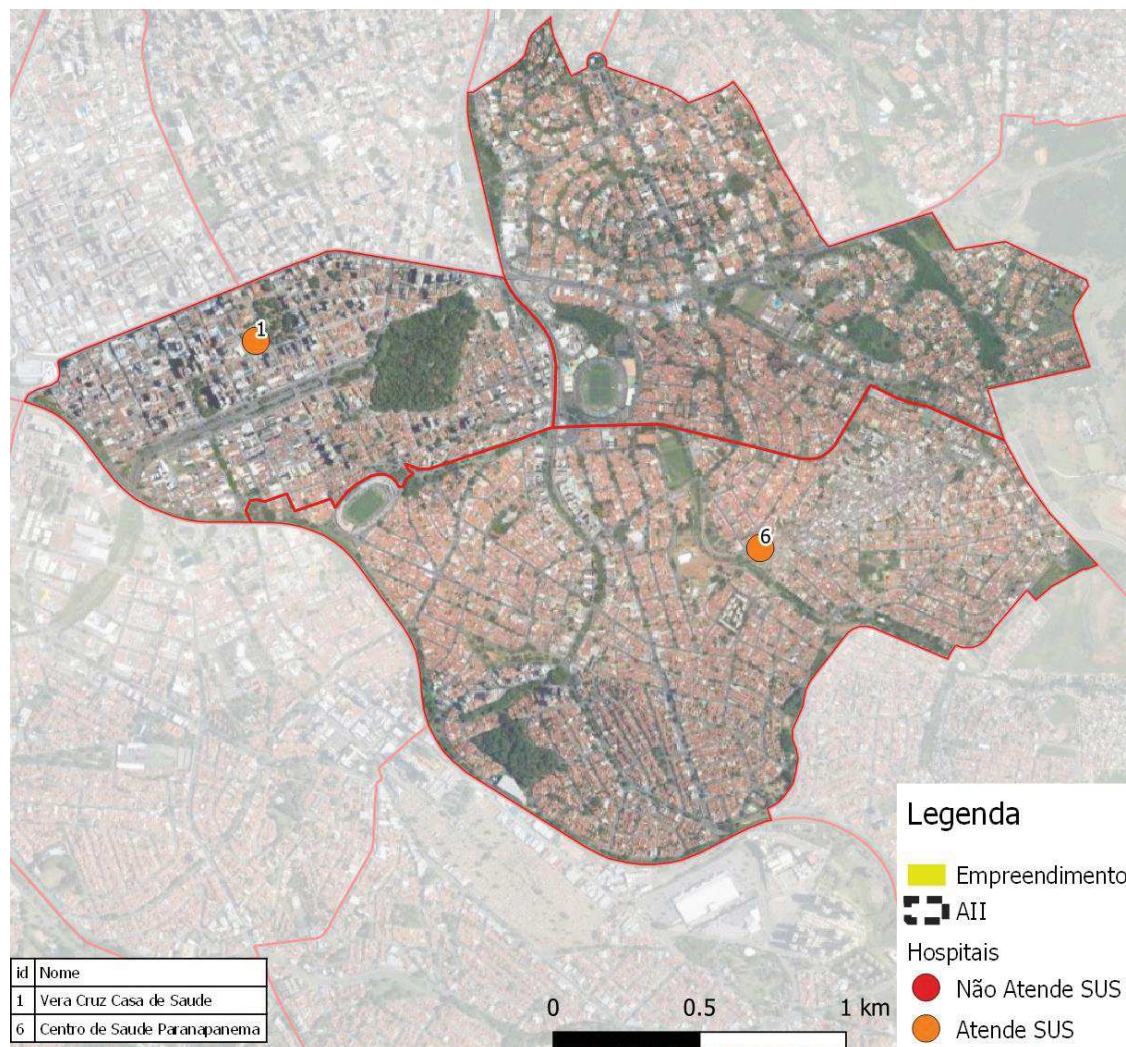 1
6
Legenda
Empreendimento
AII
Hospitais
Não Atende SUS
Atende SUS
id Nome
1 Vera Cruz Casa de Saude
6 Centro de Saude Paranapanema
0 0.5 1 km